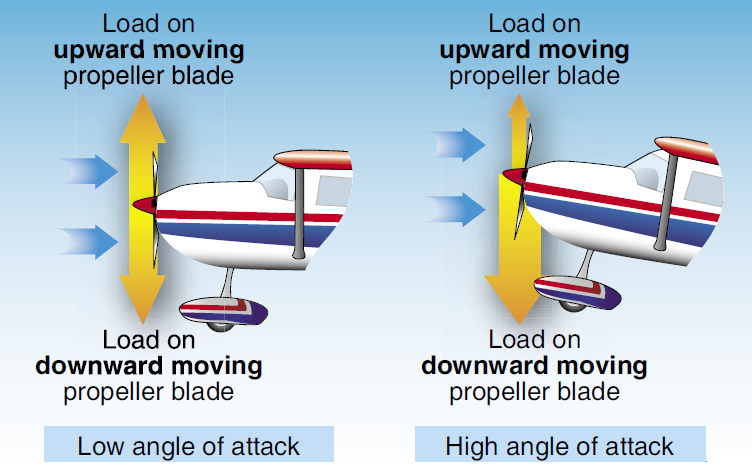 Load on
upward moving
propeller blade
Load on
downward moving
propeller blade
Low angle of attack
Load on
upward moving
propeller blade
Load on
downward moving
propeller blade
High angle of attack